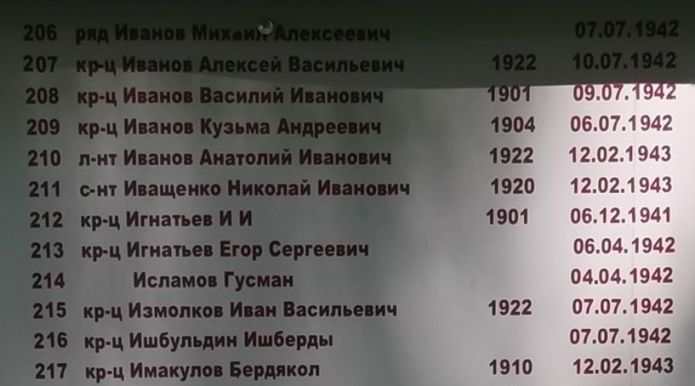 206 ряд Иванов Михаил Алексеевич 07.07.1942
207 кр-ц Иванов Алексей Васильевич 1922 10.07.1942
208 кр-ц Иванов Василий Иванович 1901 09.07.1942
209 кр-ц Иванов Кузьма Андреевич 1904 06.07.1942
210 л-нт Иванов Анатолий Иванович 1922 12.02.1943
211 с-нт Иващенко Николай Иванович 1920 12.02.1943
212 кр-ц Игнатьев И И 1901 06.12.1941
213 кр-ц Игнатьев Егор Сергеевич 06.04.1942
214 Исламов Гусман 04.04.1942
215 кр-ц Измолков Иван Васильевич 1922 07.07.1942
216 кр-ц Ишбульдин Ишберды 07.07.1942
217 кр-ц Имакулов Бердякол 1910 12.02.1943